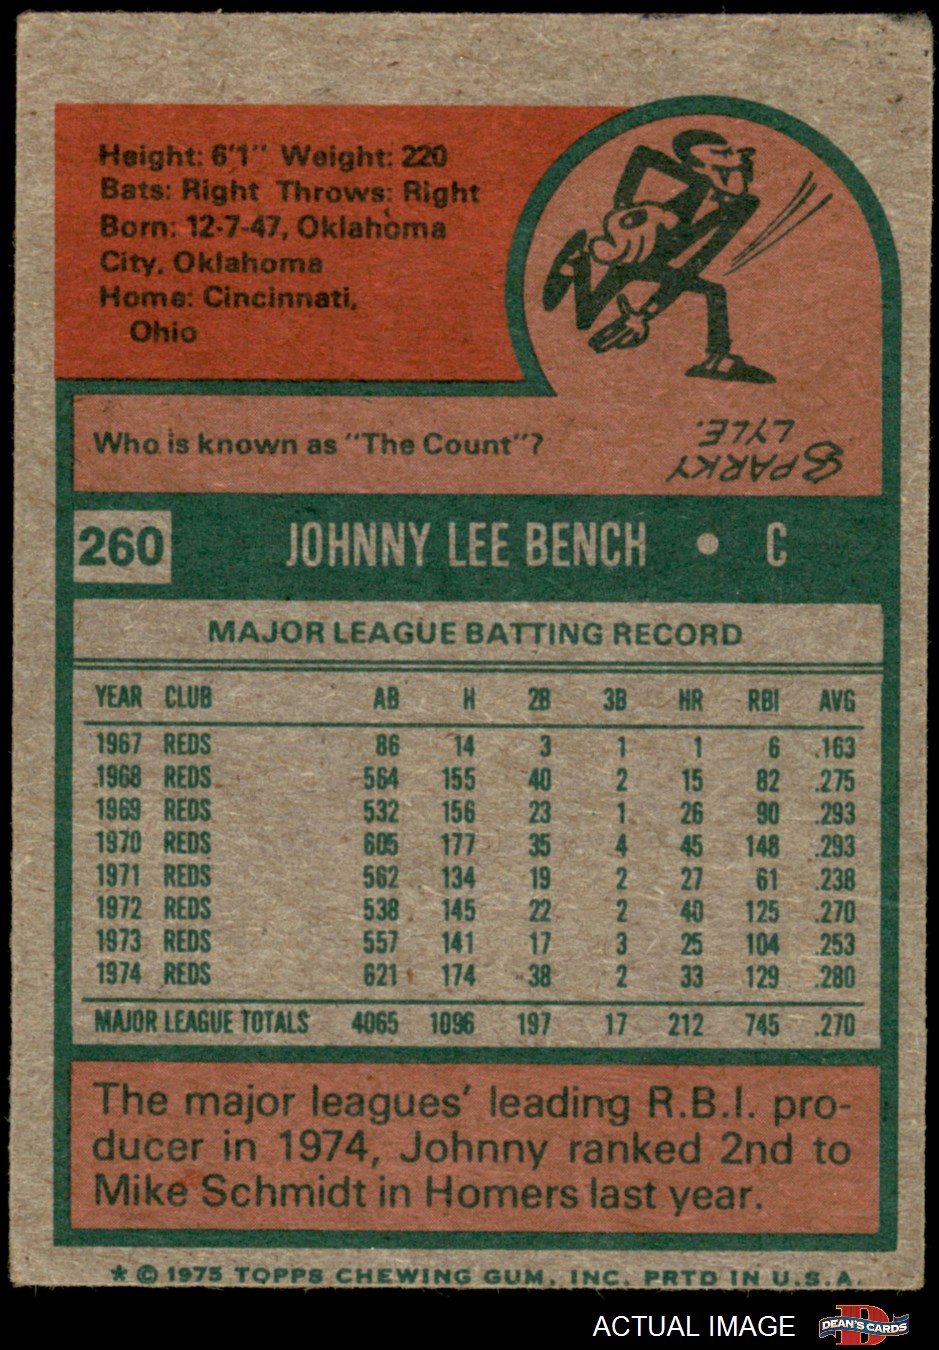 Height: 6'1" Weight: 220
Bats: Right Throws: Right
Born: 12-7-47, Oklahoma
City, Oklahoma
Home: Cincinnati,
Ohio
Who is known as "The Count"?
SPARKY
LYLE.
260 JOHNNY LEE BENCH • C
MAJOR LEAGUE BATTING RECORD
YEAR CLUB AB H 2B 3B HR RBI AVG
1967 REDS 86 14 3 1 1 6 .163
1968 REDS 564 155 40 2 15 82 .275
1969 REDS 532 156 23 1 26 90 .293
1970 REDS 605 177 35 4 45 148 .293
1971 REDS 562 134 19 2 27 61 .238
1972 REDS 538 145 22 2 40 125 .270
1973 REDS 557 141 17 3 25 104 .253
1974 REDS 621 174 38 2 33 129 .280
MAJOR LEAGUE TOTALS 4065 1096 197 17 212 745 .270
The major leagues' leading R.B.I. pro-
ducer in 1974, Johnny ranked 2nd to
Mike Schmidt in Homers last year.
* © 1975 TOPPS CHEWING GUM, INC. PRTD IN U.S.A.
ACTUAL IMAGE
DEAN'S CARDS